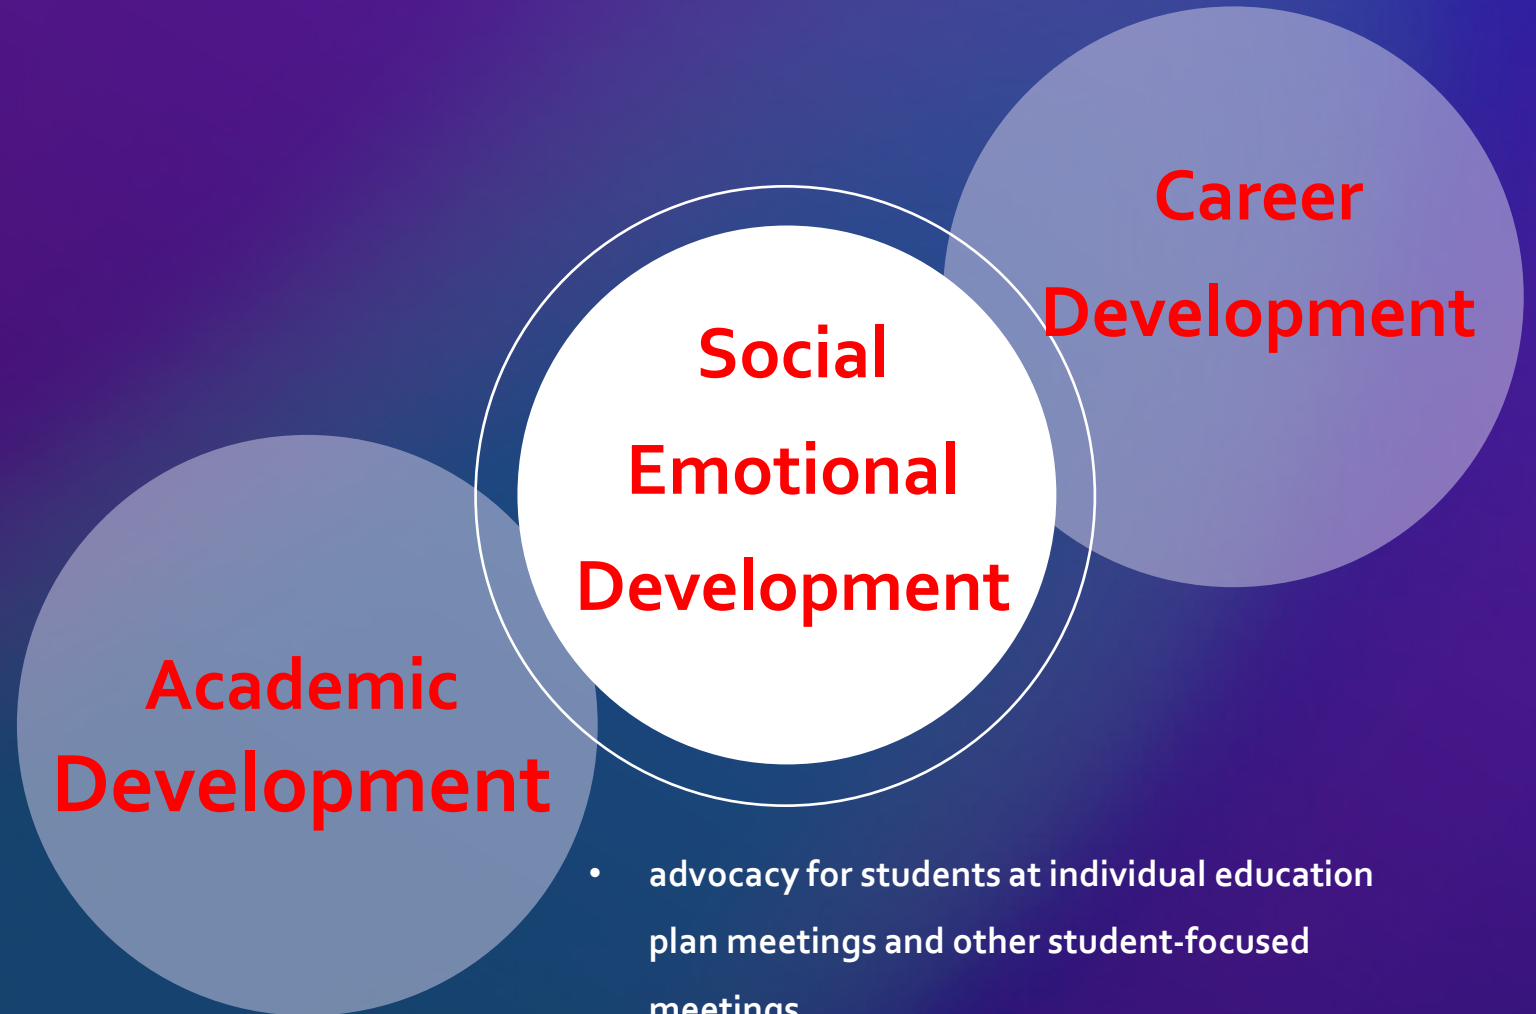 Career
Development
Social
Emotional
Development
Academic
Development
• advocacy for students at individual education
plan meetings and other student-focused
meetings